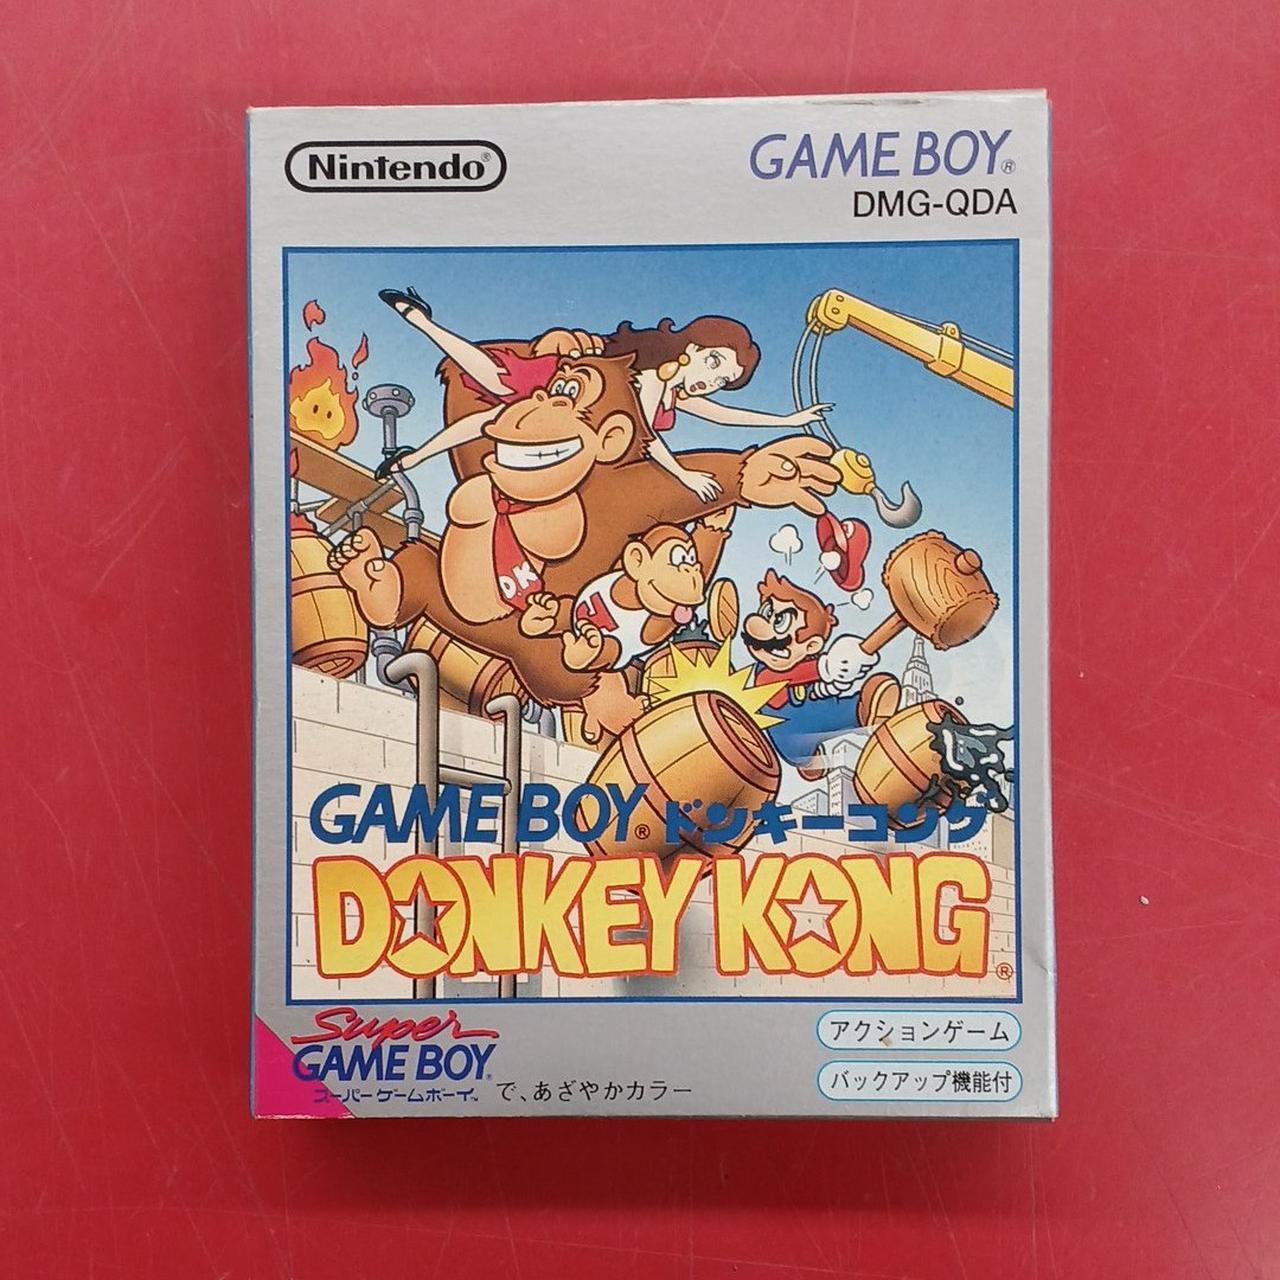 Nintendo®
GAME BOY®
DMG-QDA
DK
J
M
GAME BOY® ドンキーコング
DONKEY KONG®
Super
GAME BOY®
スーパーゲームボーイ™ で、あざやかカラー
アクションゲーム
バックアップ機能付